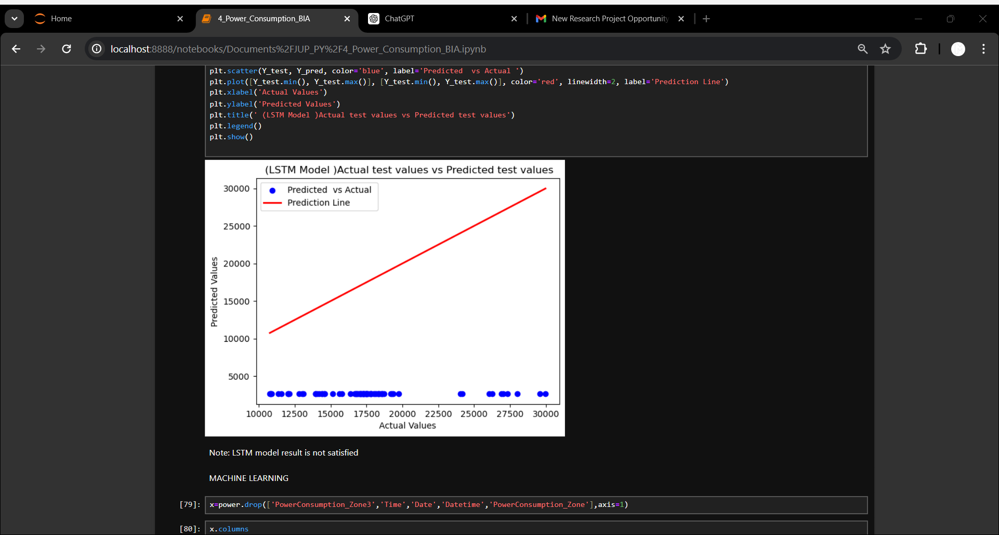 Home
4_Power_Consumption_BIA
ChatGPT
New Research Project Opportunity
localhost:8888/notebooks/Documents%2FJUP_PY%2F4_Power_Consumption_BIA.ipynb
plt.scatter(Y_test, Y_pred, color='blue', label='Predicted  vs Actual ')
plt.plot([Y_test.min(), Y_test.max()], [Y_test.min(), Y_test.max()], color='red', linewidth=2, label='Prediction Line')
plt.xlabel('Actual Values')
plt.ylabel('Predicted Values')
plt.title(' (LSTM Model )Actual test values vs Predicted test values')
plt.legend()
plt.show()
(LSTM Model )Actual test values vs Predicted test values
Predicted  vs Actual
Prediction Line
30000
25000
20000
15000
10000
5000
Predicted Values
10000 12500 15000 17500 20000 22500 25000 27500 30000
Actual Values
Note: LSTM model result is not satisfied
MACHINE LEARNING
[79]: x=power.drop(['PowerConsumption_Zone3','Time','Date','Datetime','PowerConsumption_Zone'],axis=1)
[80]: x.columns